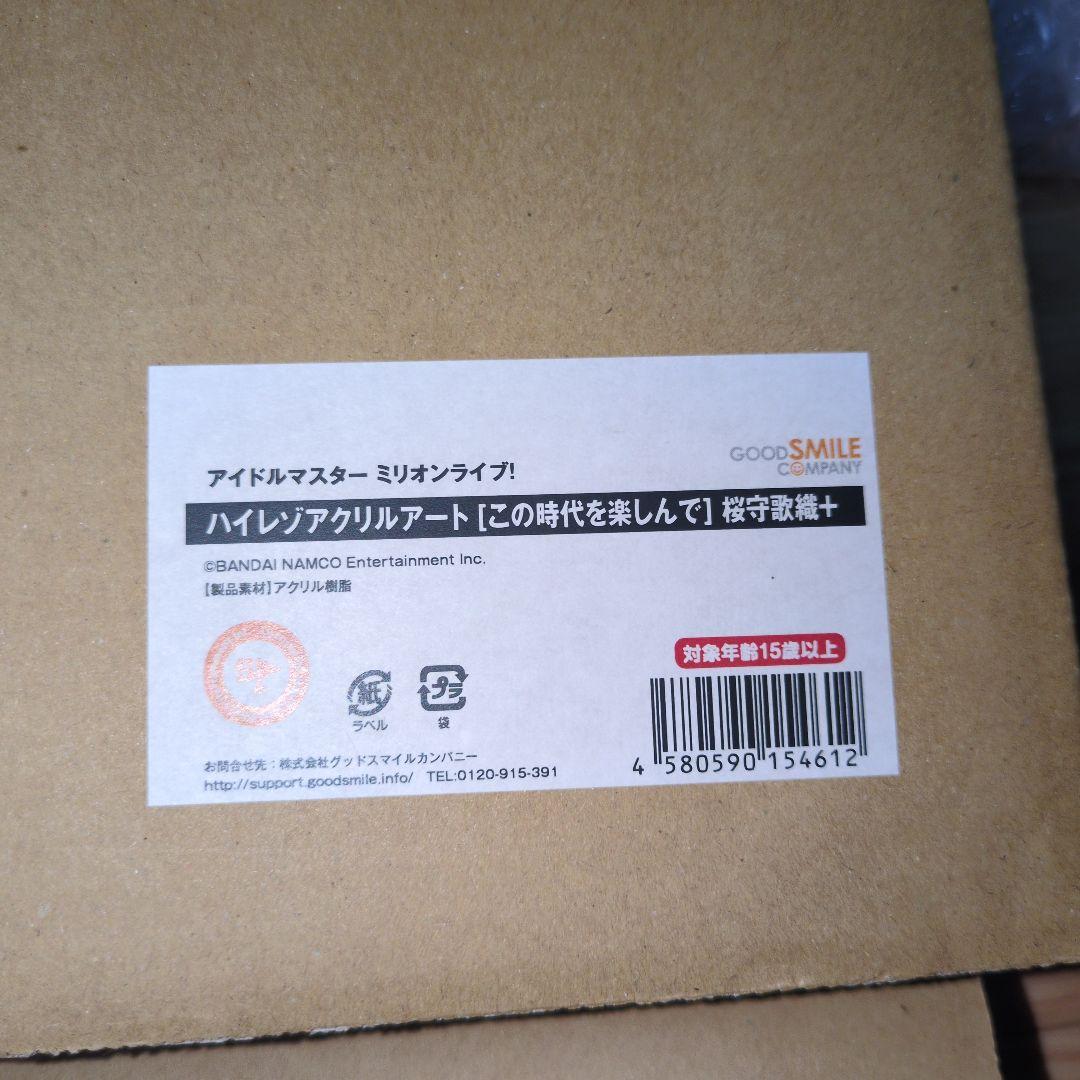 GOOD SMILE
COMPANY
アイドルマスター ミリオンライブ!
ハイレゾアクリルアート [この時代を楽しんで] 桜守歌織+
©BANDAI NAMCO Entertainment Inc.
【製品素材】アクリル樹脂
対象年齢15歳以上
紙
ラベル
プラ
袋
お問合せ先：株式会社グッドスマイルカンパニー
http://support.goodsmile.info/ TEL:0120-915-391
4 580590 154612